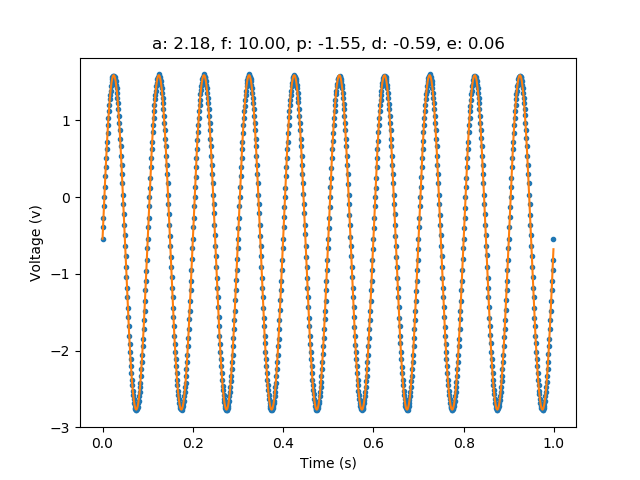 a: 2.18, f: 10.00, p: -1.55, d: -0.59, e: 0.06
1
0
−1
−2
−3
Voltage (v)
0.0 0.2 0.4 0.6 0.8 1.0
Time (s)